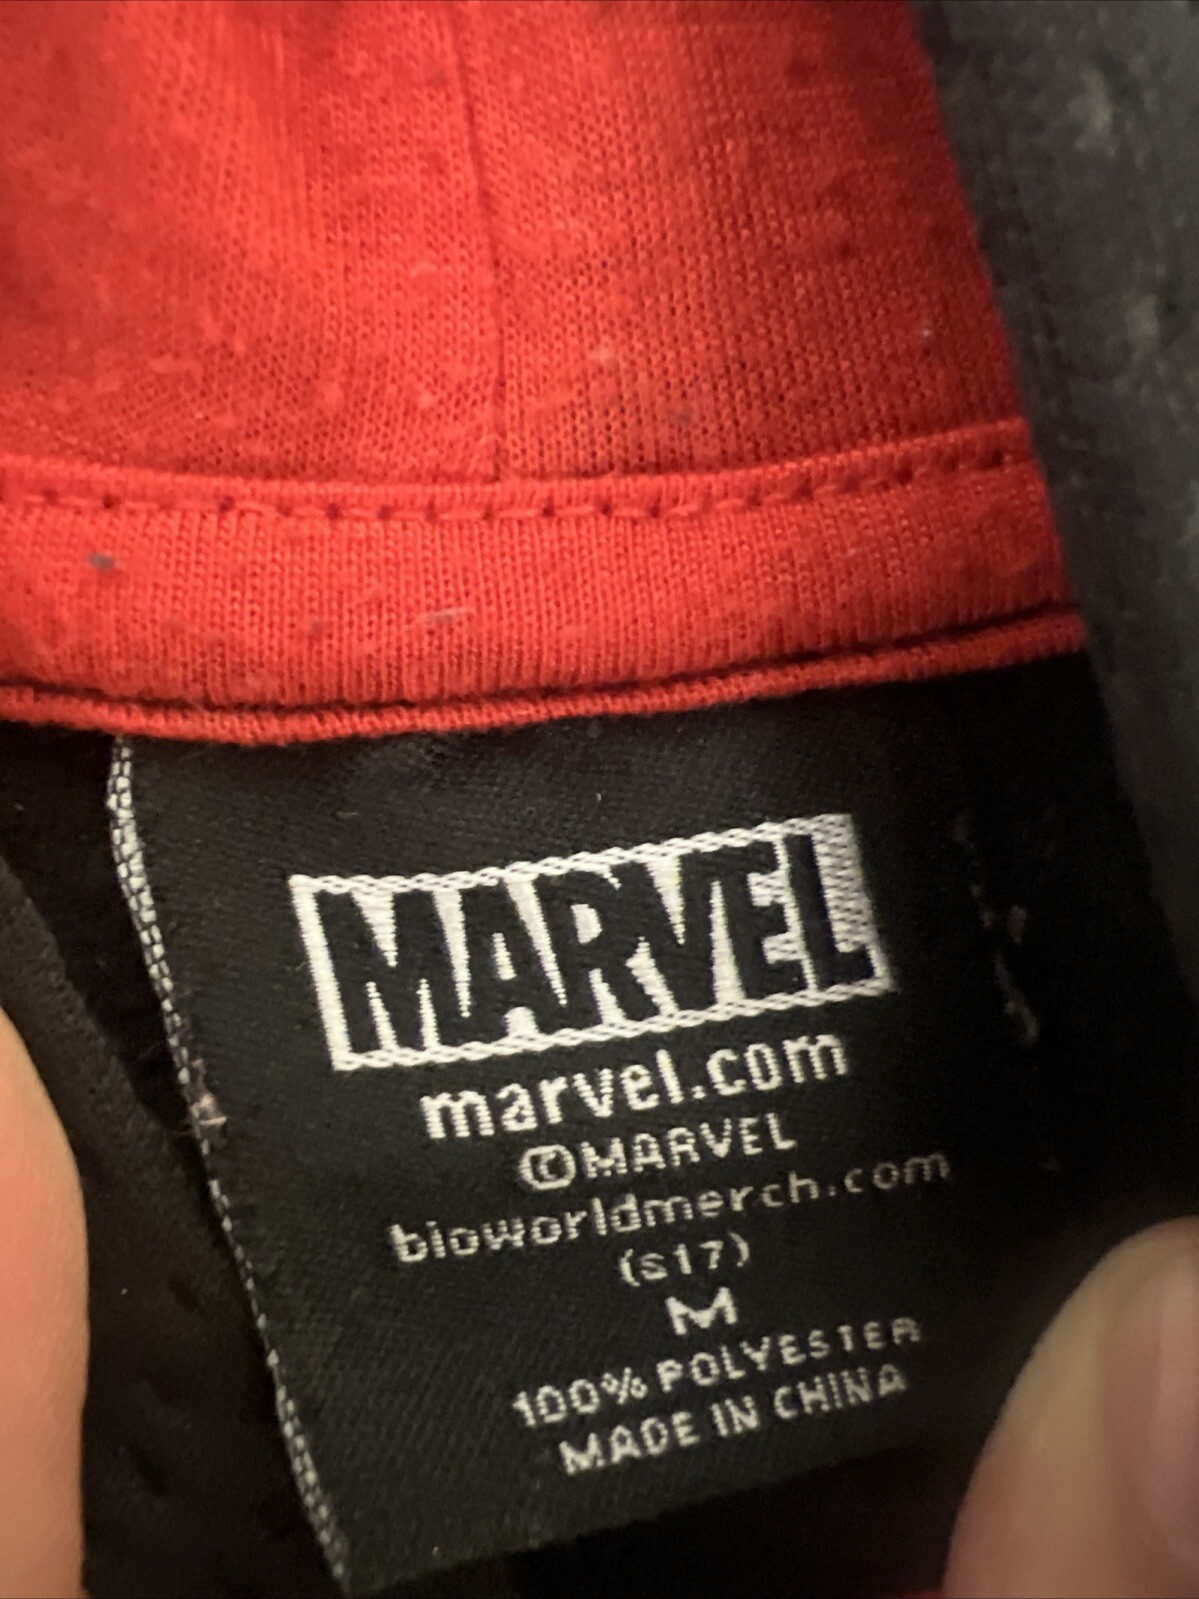 MARVEL
marvel.com
©MARVEL
bioworldmerch.com
(s17)
M
100% POLYESTER
MADE IN CHINA